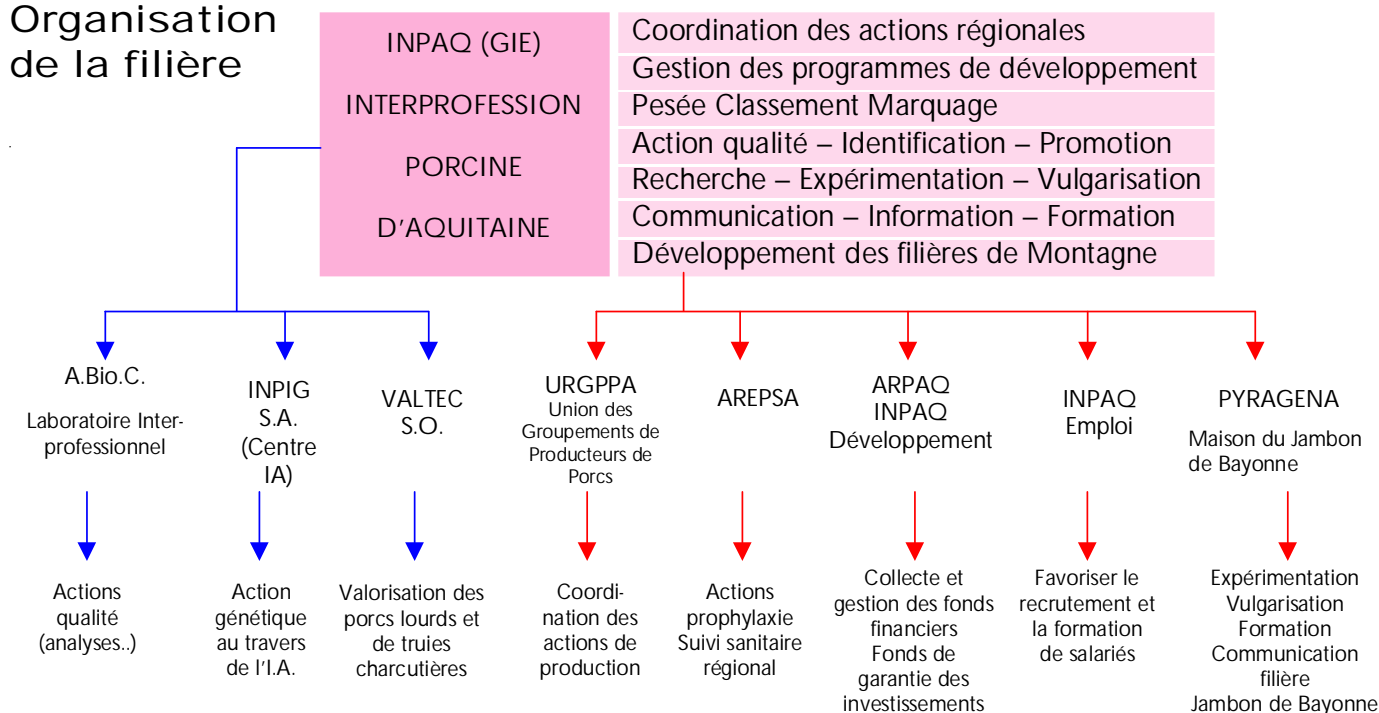 Organisation
de la filière
INPAQ (GIE)
INTERPROFESSION
PORCINE
D'AQUITAINE
Coordination des actions régionales
Gestion des programmes de développement
Pesée Classement Marquage
Action qualité – Identification – Promotion
Recherche – Expérimentation – Vulgarisation
Communication – Information – Formation
Développement des filières de Montagne
A.Bio.C.
Laboratoire Inter-
professionnel
INPIG
S.A.
(Centre
IA)
VALTEC
S.O.
URGPPA
Union des
Groupements de
Producteurs de
Porcs
AREPSA
ARPAQ
INPAQ
Développement
INPAQ
Emploi
PYRAGENA
Maison du Jambon
de Bayonne
Actions
qualité
(analyses..)
Action
génétique
au travers
de l'I.A.
Valorisation des
porcs lourds et
de truies
charcutières
Coordi-
nation des
actions de
production
Actions
prophylaxie
Suivi sanitaire
régional
Collecte et
gestion des fonds
financiers
Fonds de
garantie des
investissements
Favoriser le
recrutement et
la formation
de salariés
Expérimentation
Vulgarisation
Formation
Communication
filière
Jambon de Bayonne